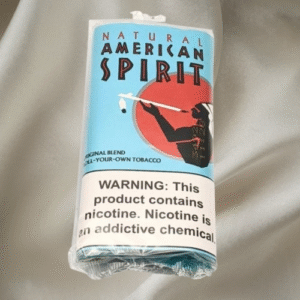 NATURAL
AMERICAN
SPIRIT
ORIGINAL BLEND
ROLL-YOUR-OWN TOBACCO
WARNING: This
product contains
nicotine. Nicotine is
an addictive chemical.